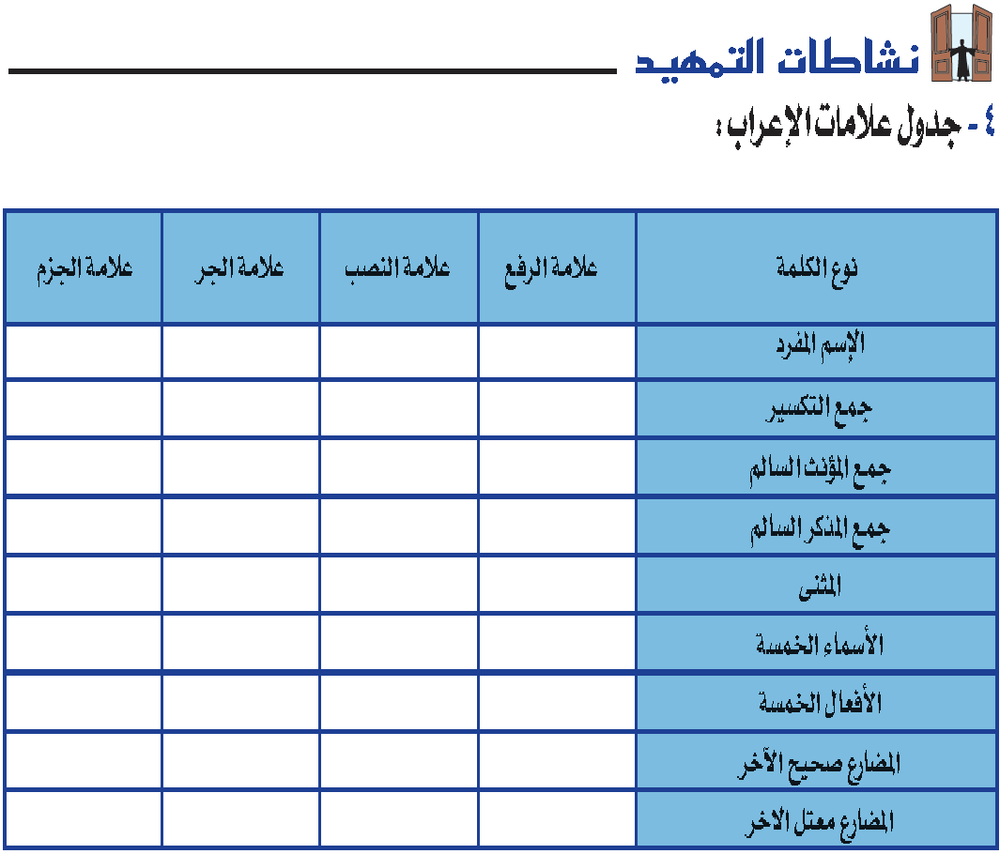 نشاطات التمهيد
٤ - جدول علامات الإعراب :
نوع الكلمة علامة الرفع علامة النصب علامة الجر علامة الجزم
الإسم المفرد
جمع التكسير
جمع المؤنث السالم
جمع المذكر السالم
المثنى
الأسماء الخمسة
الأفعال الخمسة
المضارع صحيح الآخر
المضارع معتل الاخر